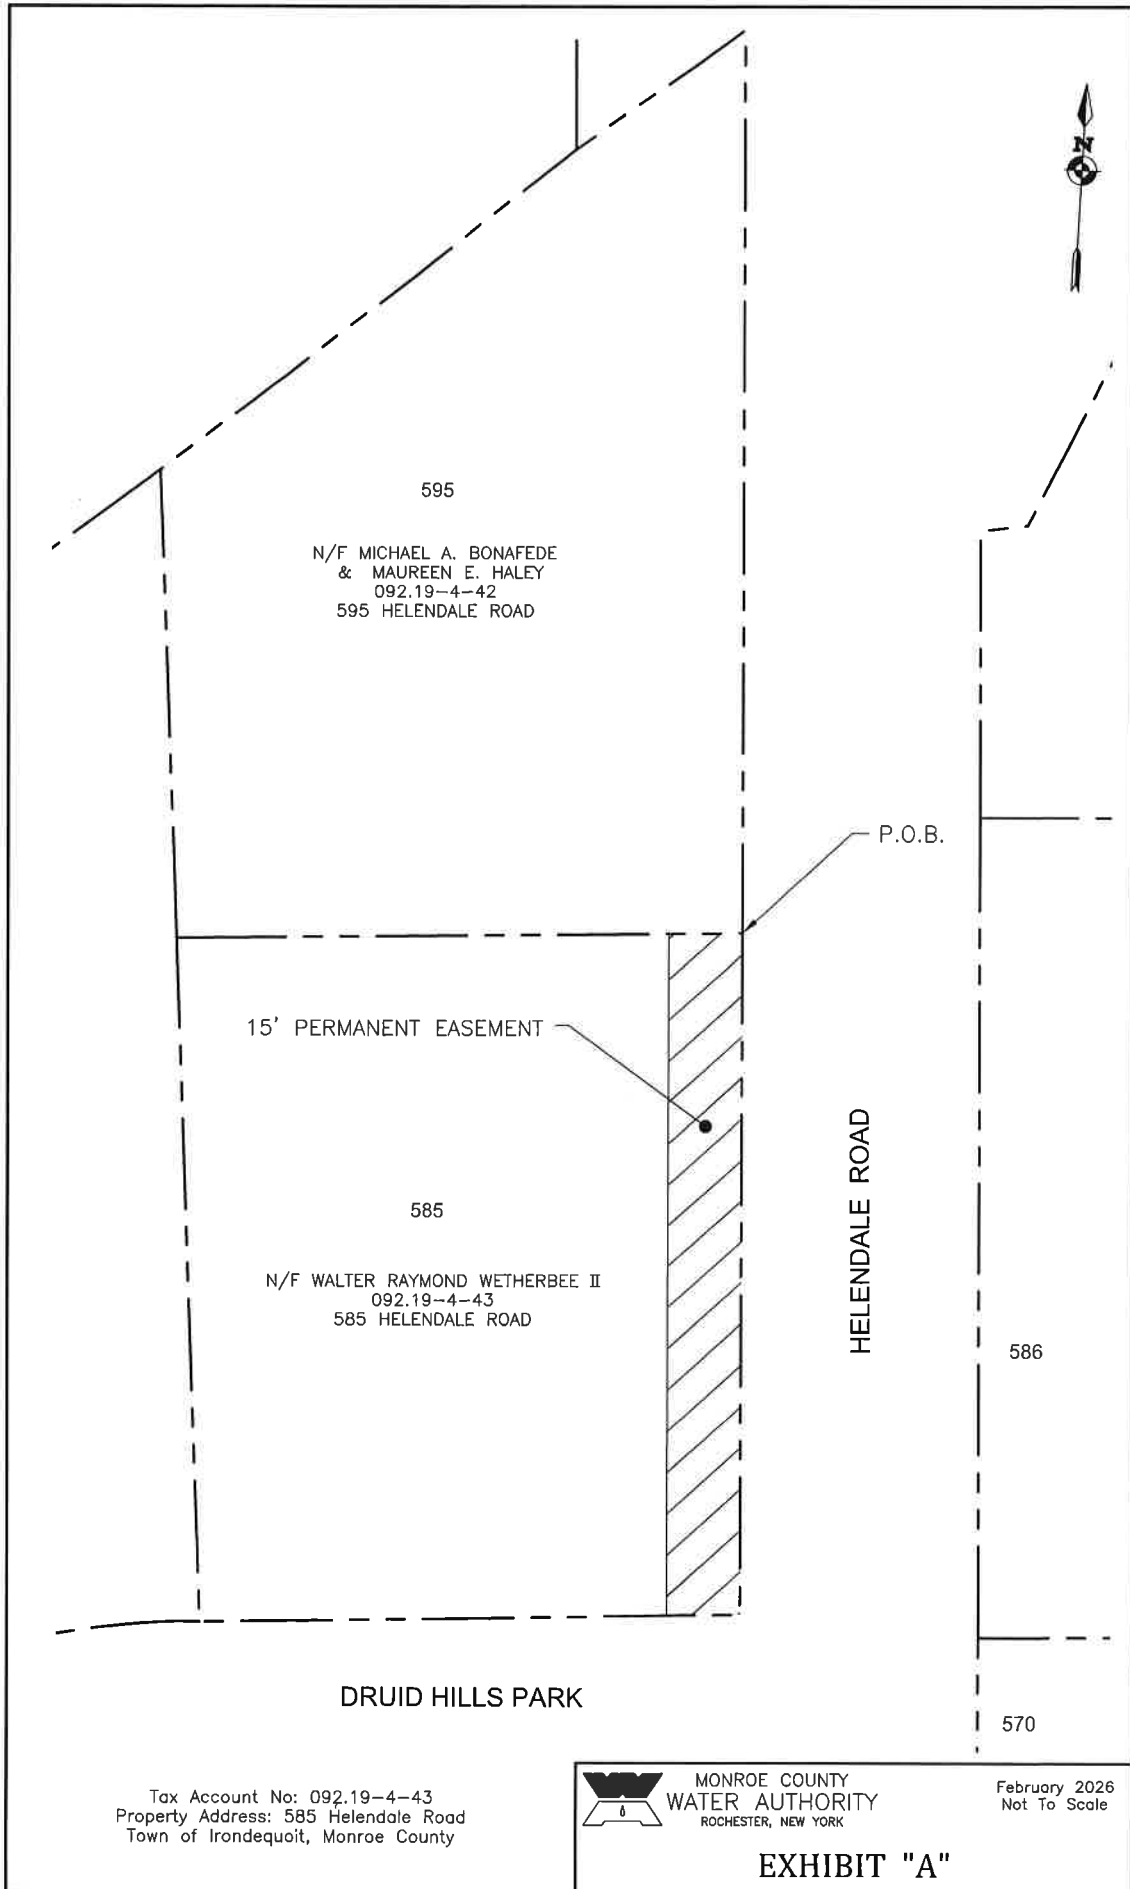 N
595
N/F MICHAEL A. BONAFEDE
& MAUREEN E. HALEY
092.19-4-42
595 HELENDALE ROAD
P.O.B.
15' PERMANENT EASEMENT
HELENDALE ROAD
585
N/F WALTER RAYMOND WETHERBEE II
092.19-4-43
585 HELENDALE ROAD
586
DRUID HILLS PARK
570
Tax Account No: 092.19-4-43
Property Address: 585 Helendale Road
Town of Irondequoit, Monroe County
MONROE COUNTY
WATER AUTHORITY
ROCHESTER, NEW YORK
February 2026
Not To Scale
EXHIBIT "A"